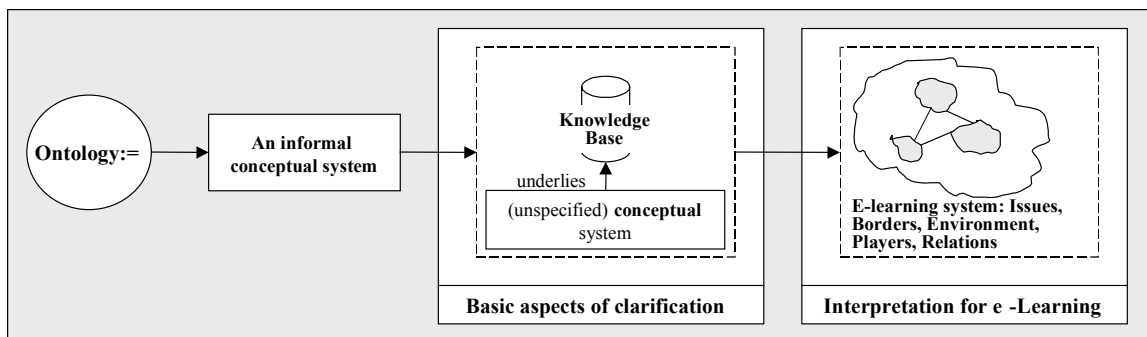 Ontology:=
An informal
conceptual system
Knowledge
Base
underlies
(unspecified) conceptual
system
Basic aspects of clarification
E-learning system: Issues,
Borders, Environment,
Players, Relations
Interpretation for e -Learning